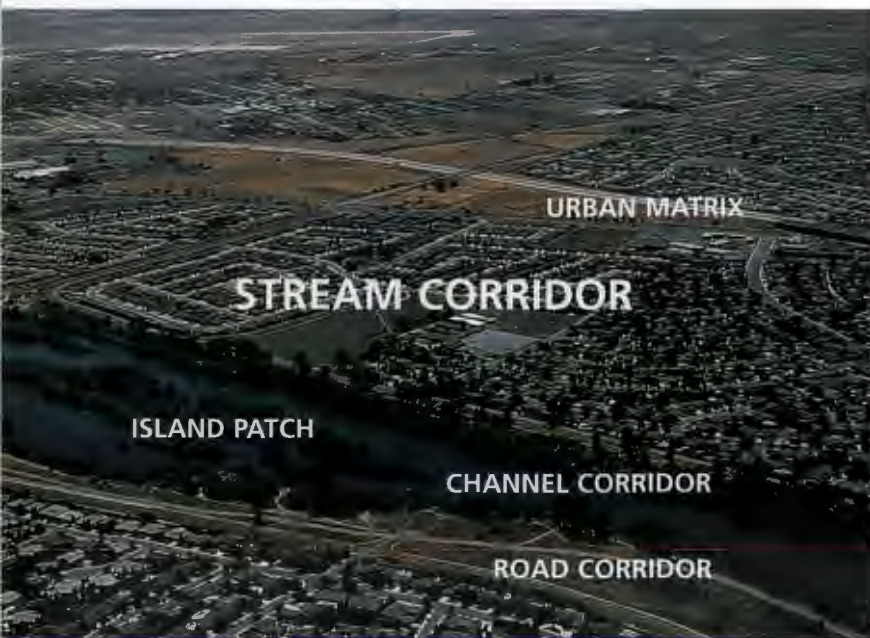 URBAN MATRIX
STREAM CORRIDOR
ISLAND PATCH
CHANNEL CORRIDOR
ROAD CORRIDOR